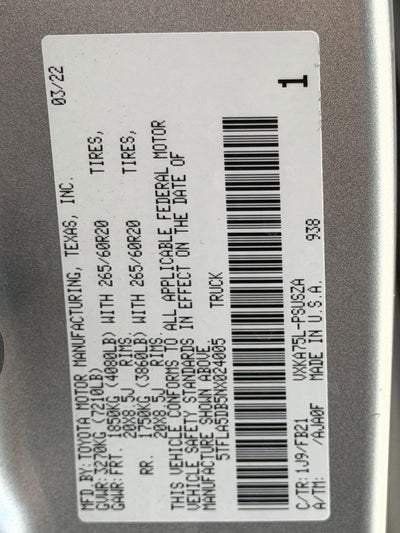 MFD.BY:TOYOTA MOTOR MANUFACTURING, TEXAS, INC. 03/22
GVWR:3270KG (7210LB)
GAWR:FRT. 1850KG (4080LB) WITH 265/60R20 TIRES,
20X8.5J RIMS
RR. 1750KG (3860LB) WITH 265/60R20 TIRES,
20X8.5J RIMS
THIS VEHICLE CONFORMS TO ALL APPLICABLE FEDERAL MOTOR
VEHICLE SAFETY STANDARDS IN EFFECT ON THE DATE OF
MANUFACTURE SHOWN ABOVE.
5TFLA5DB5NX024005 TRUCK
C/TR:1J9/FB21 VXKA75L-PSUSZA 938 1
A/TM: /AJA0F MADE IN U.S.A.